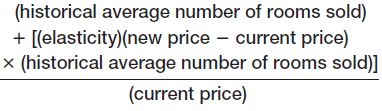 (historical average number of rooms sold)
+ [(elasticity)(new price − current price)
× (historical average number of rooms sold)]
(current price)